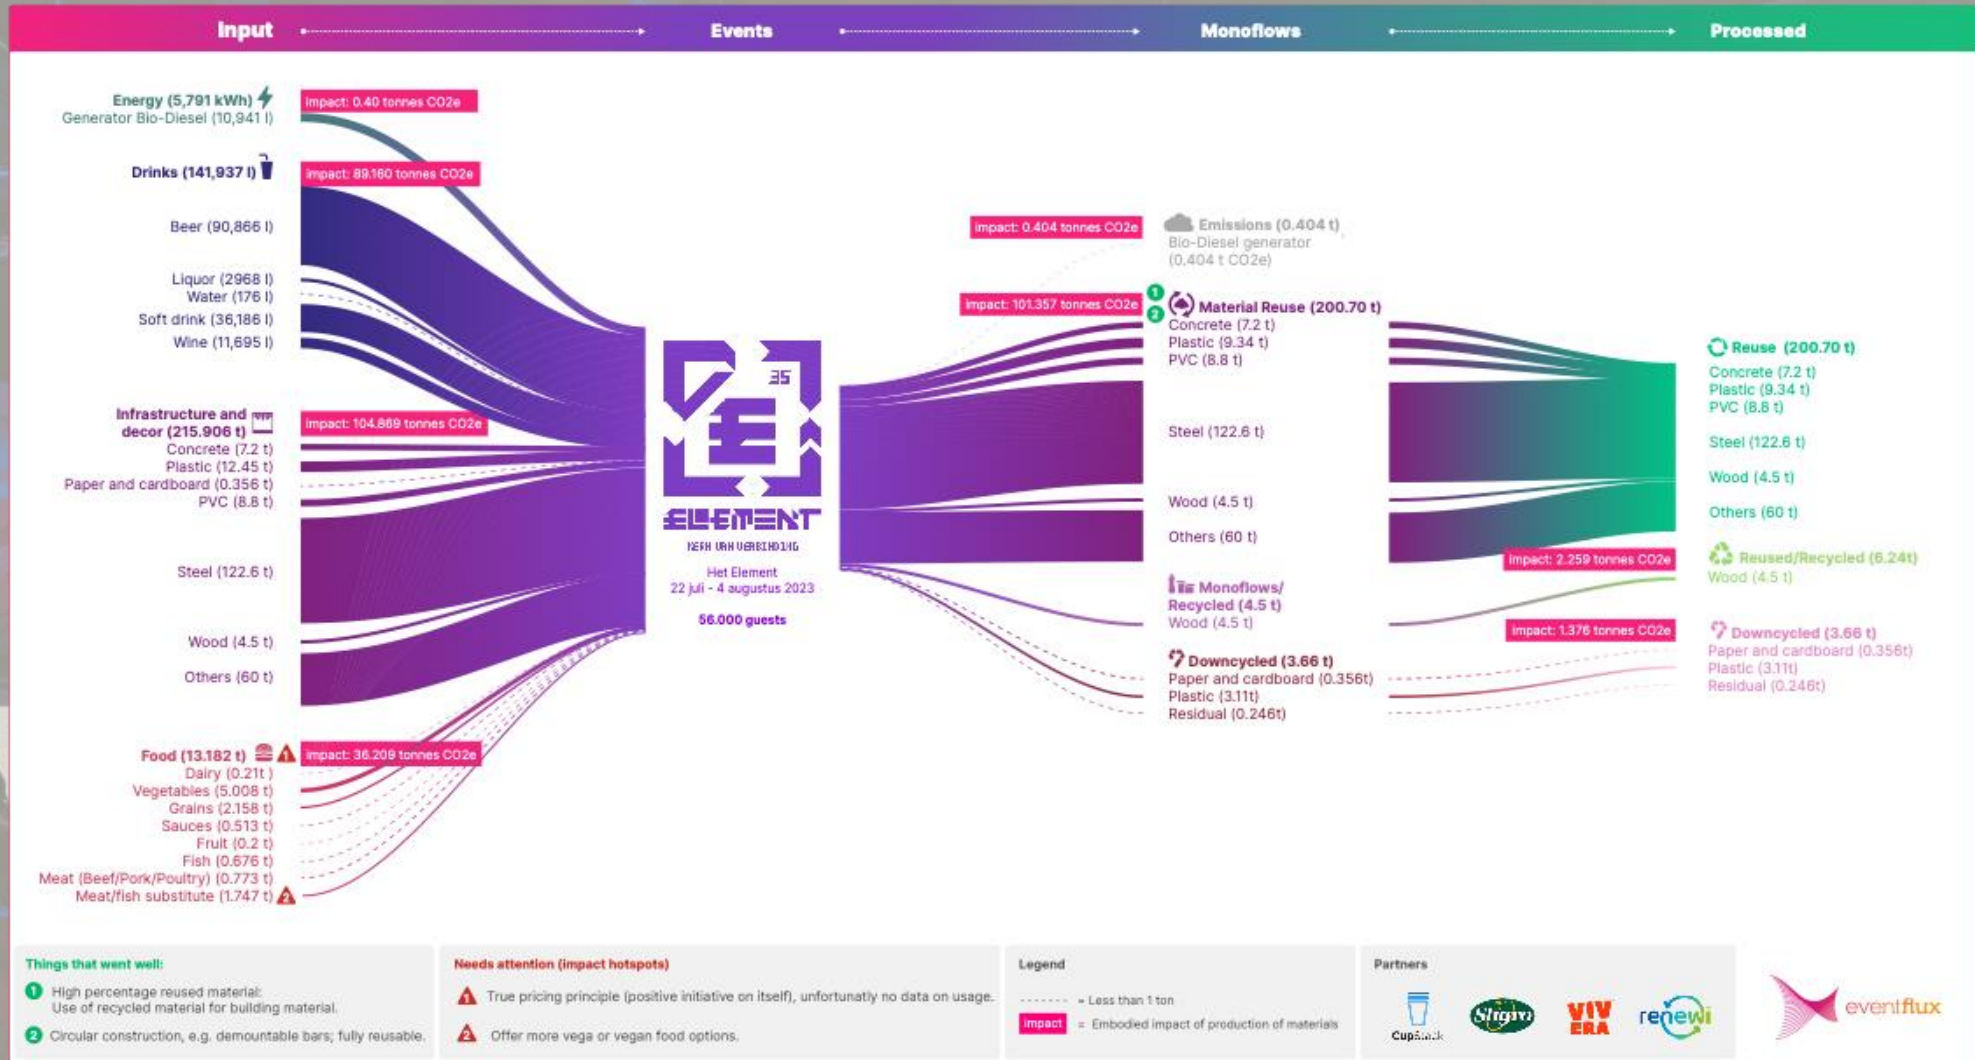 Input
Events
Monoflows
Processed
Energy (5,791 kWh)
Generator Bio-Diesel (10,941 l)
impact: 0.40 tonnes CO2e
Drinks (141,937 l)
impact: 89.160 tonnes CO2e
Beer (90,866 l)
Liquor (2968 l)
Water (176 l)
Soft drink (36,186 l)
Wine (11,695 l)
Infrastructure and
decor (215.906 t)
impact: 104.869 tonnes CO2e
Concrete (7.2 t)
Plastic (12.45 t)
Paper and cardboard (0.356 t)
PVC (8.8 t)
Steel (122.6 t)
Wood (4.5 t)
Others (60 t)
Food (13.182 t)
1
impact: 36.209 tonnes CO2e
Dairy (0.21t )
Vegetables (5.008 t)
Grains (2.158 t)
Sauces (0.513 t)
Fruit (0.2 t)
Fish (0.676 t)
Meat (Beef/Pork/Poultry) (0.773 t)
Meat/fish substitute (1.747 t)
2
35
ELEMENT
KERN VAN VERBINDING
Het Element
22 juli - 4 augustus 2023
56.000 guests
impact: 0.404 tonnes CO2e
Emissions (0.404 t)
Bio-Diesel generator
(0.404 t CO2e)
impact: 101.357 tonnes CO2e
1
2
Material Reuse (200.70 t)
Concrete (7.2 t)
Plastic (9.34 t)
PVC (8.8 t)
Steel (122.6 t)
Wood (4.5 t)
Others (60 t)
Monoflows/
Recycled (4.5 t)
Wood (4.5 t)
Downcycled (3.66 t)
Paper and cardboard (0.356t)
Plastic (3.11t)
Residual (0.246t)
Reuse (200.70 t)
Concrete (7.2 t)
Plastic (9.34 t)
PVC (8.8 t)
Steel (122.6 t)
Wood (4.5 t)
Others (60 t)
impact: 2.259 tonnes CO2e
Reused/Recycled (6.24t)
Wood (4.5 t)
impact: 1.376 tonnes CO2e
Downcycled (3.66 t)
Paper and cardboard (0.356t)
Plastic (3.11t)
Residual (0.246t)
Things that went well:
1 High percentage reused material:
Use of recycled material for building material.
2 Circular construction, e.g. demountable bars; fully reusable.
Needs attention (impact hotspots)
1 True pricing principle (positive initiative on itself), unfortunatly no data on usage.
2 Offer more vega or vegan food options.
Legend
= Less than 1 ton
impact = Embodied impact of production of materials
Partners
Sligro
VIV
ERA
renewi
eventflux